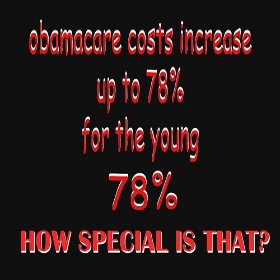 obamacare costs increase
up to 78%
for the young
78%
HOW SPECIAL IS THAT?